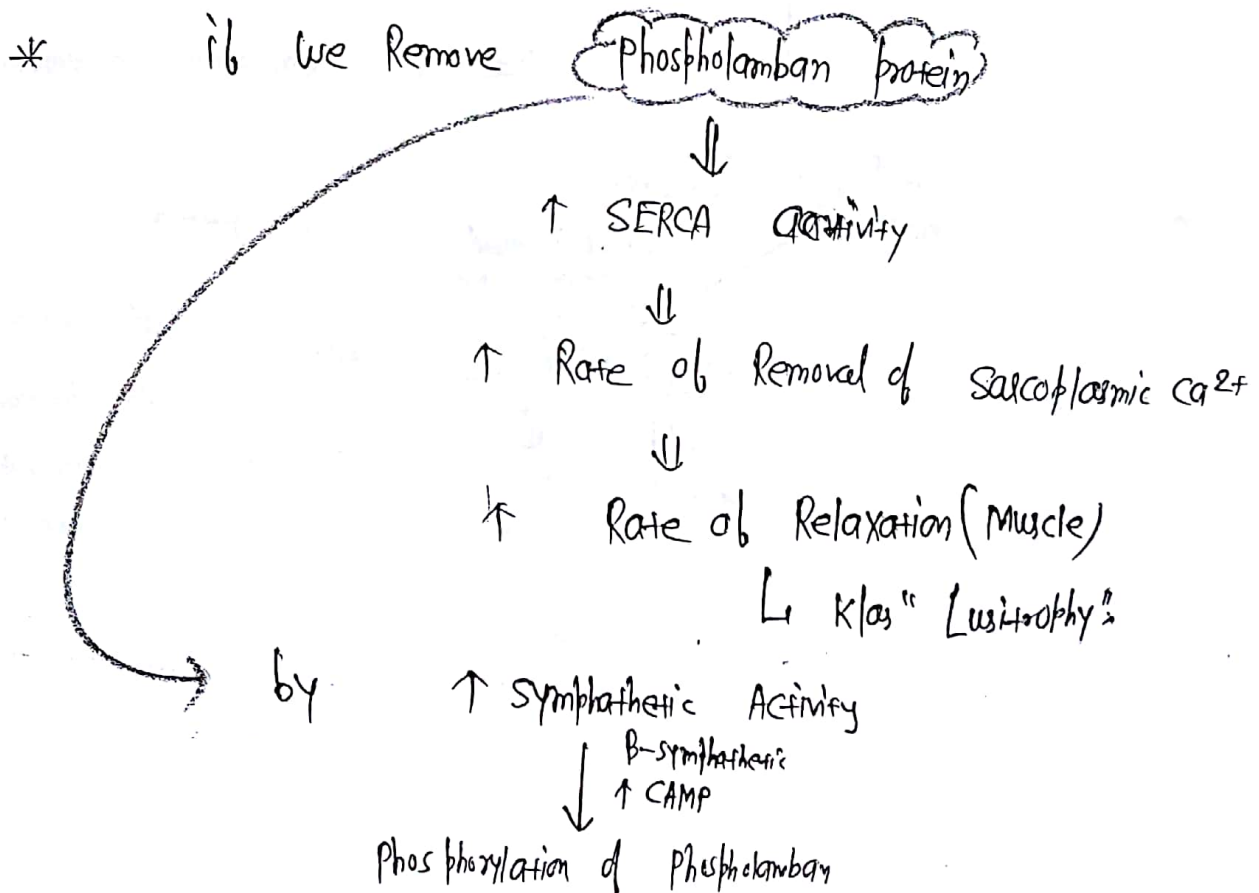 * if we Remove Phospholamban protein
⇓
↑ SERCA activity
⇓
↑ Rate of Removal of Sarcoplasmic Ca2+
⇓
↑ Rate of Relaxation (Muscle)
↳ K/as "Lusitrophy".
by ↑ Symphathetic Activity
B-symphathetic
↑ CAMP
Phosphorylation of Phospholamban